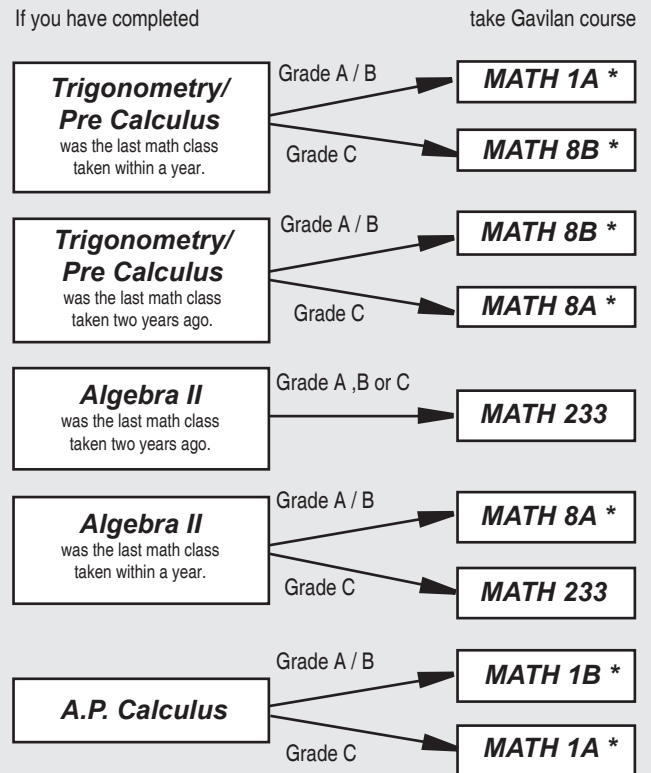 If you have completed take Gavilan course
Grade A / B
Trigonometry/
Pre Calculus
was the last math class
taken within a year.
MATH 1A *
Grade C
MATH 8B *
Grade A / B
Trigonometry/
Pre Calculus
was the last math class
taken two years ago.
MATH 8B *
Grade C
MATH 8A *
Grade A ,B or C
Algebra II
was the last math class
taken two years ago.
MATH 233
Grade A / B
Algebra II
was the last math class
taken within a year.
MATH 8A *
Grade C
MATH 233
Grade A / B
A.P. Calculus
MATH 1B *
Grade C
MATH 1A *